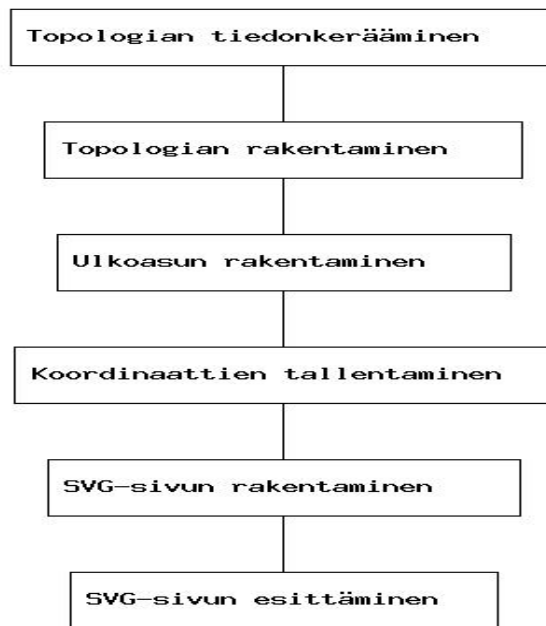 Topologian tiedonkerääminen
Topologian rakentaminen
Ulkoasun rakentaminen
Koordinaattien tallentaminen
SVG-sivun rakentaminen
SVG-sivun esittäminen